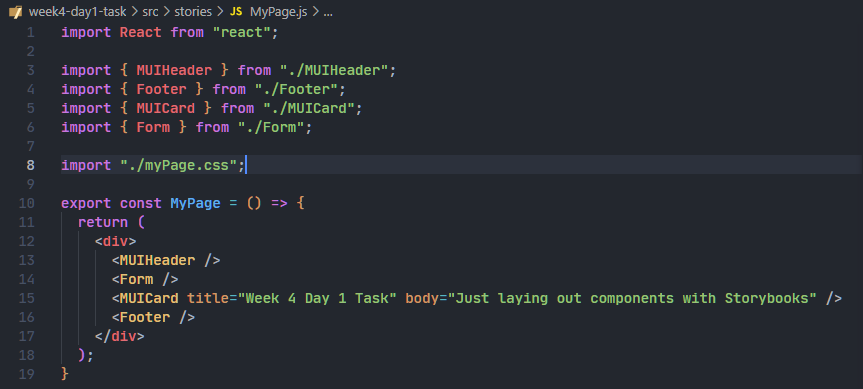 week4-day1-task > src > stories > JS MyPage.js > ...
1 import React from "react";
2
3 import { MUIHeader } from "./MUIHeader";
4 import { Footer } from "./Footer";
5 import { MUICard } from "./MUICard";
6 import { Form } from "./Form";
7
8 import "./myPage.css";
9
10 export const MyPage = () => {
11   return (
12     <div>
13       <MUIHeader />
14       <Form />
15       <MUICard title="Week 4 Day 1 Task" body="Just laying out components with Storybooks" />
16       <Footer />
17     </div>
18   );
19 }